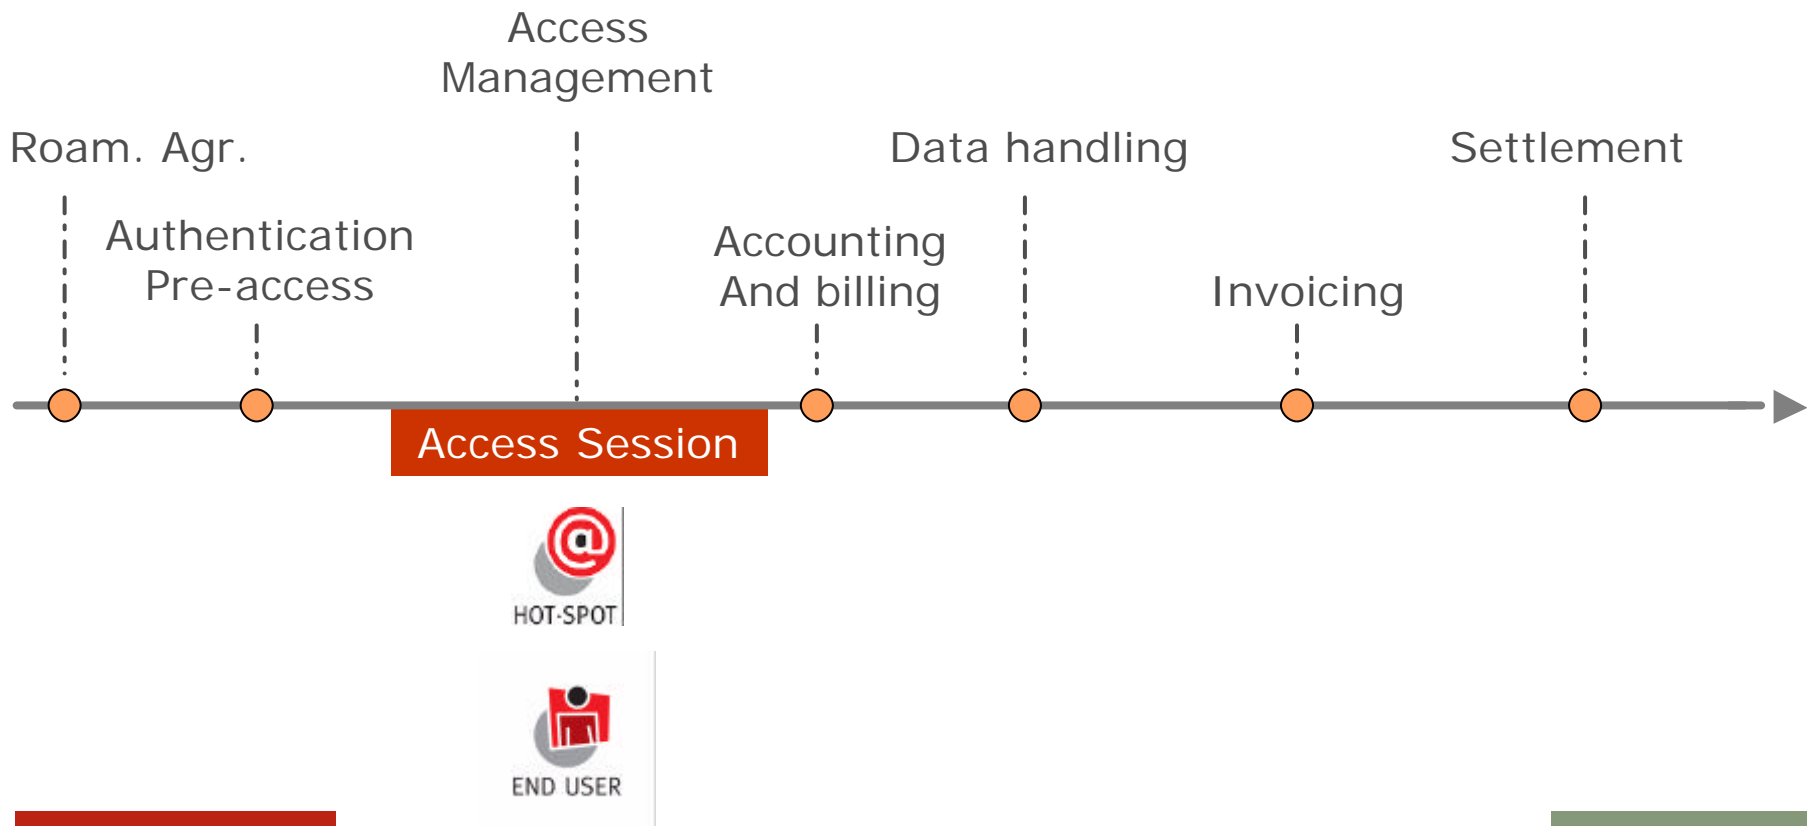 Access
Management
Roam. Agr.
Data handling
Settlement
Authentication
Pre-access
Accounting
And billing
Invoicing
Access Session
@
HOT-SPOT
END USER